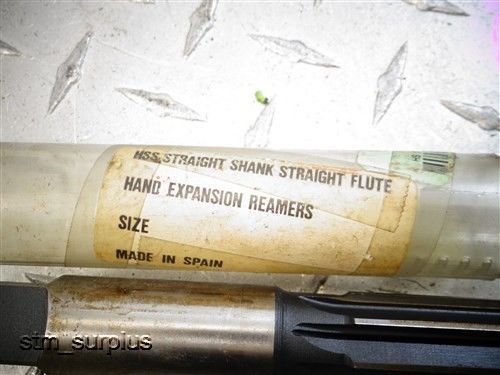 HSS STRAIGHT SHANK STRAIGHT FLUTE
HAND EXPANSION REAMERS
SIZE
MADE IN SPAIN
stm_surplus